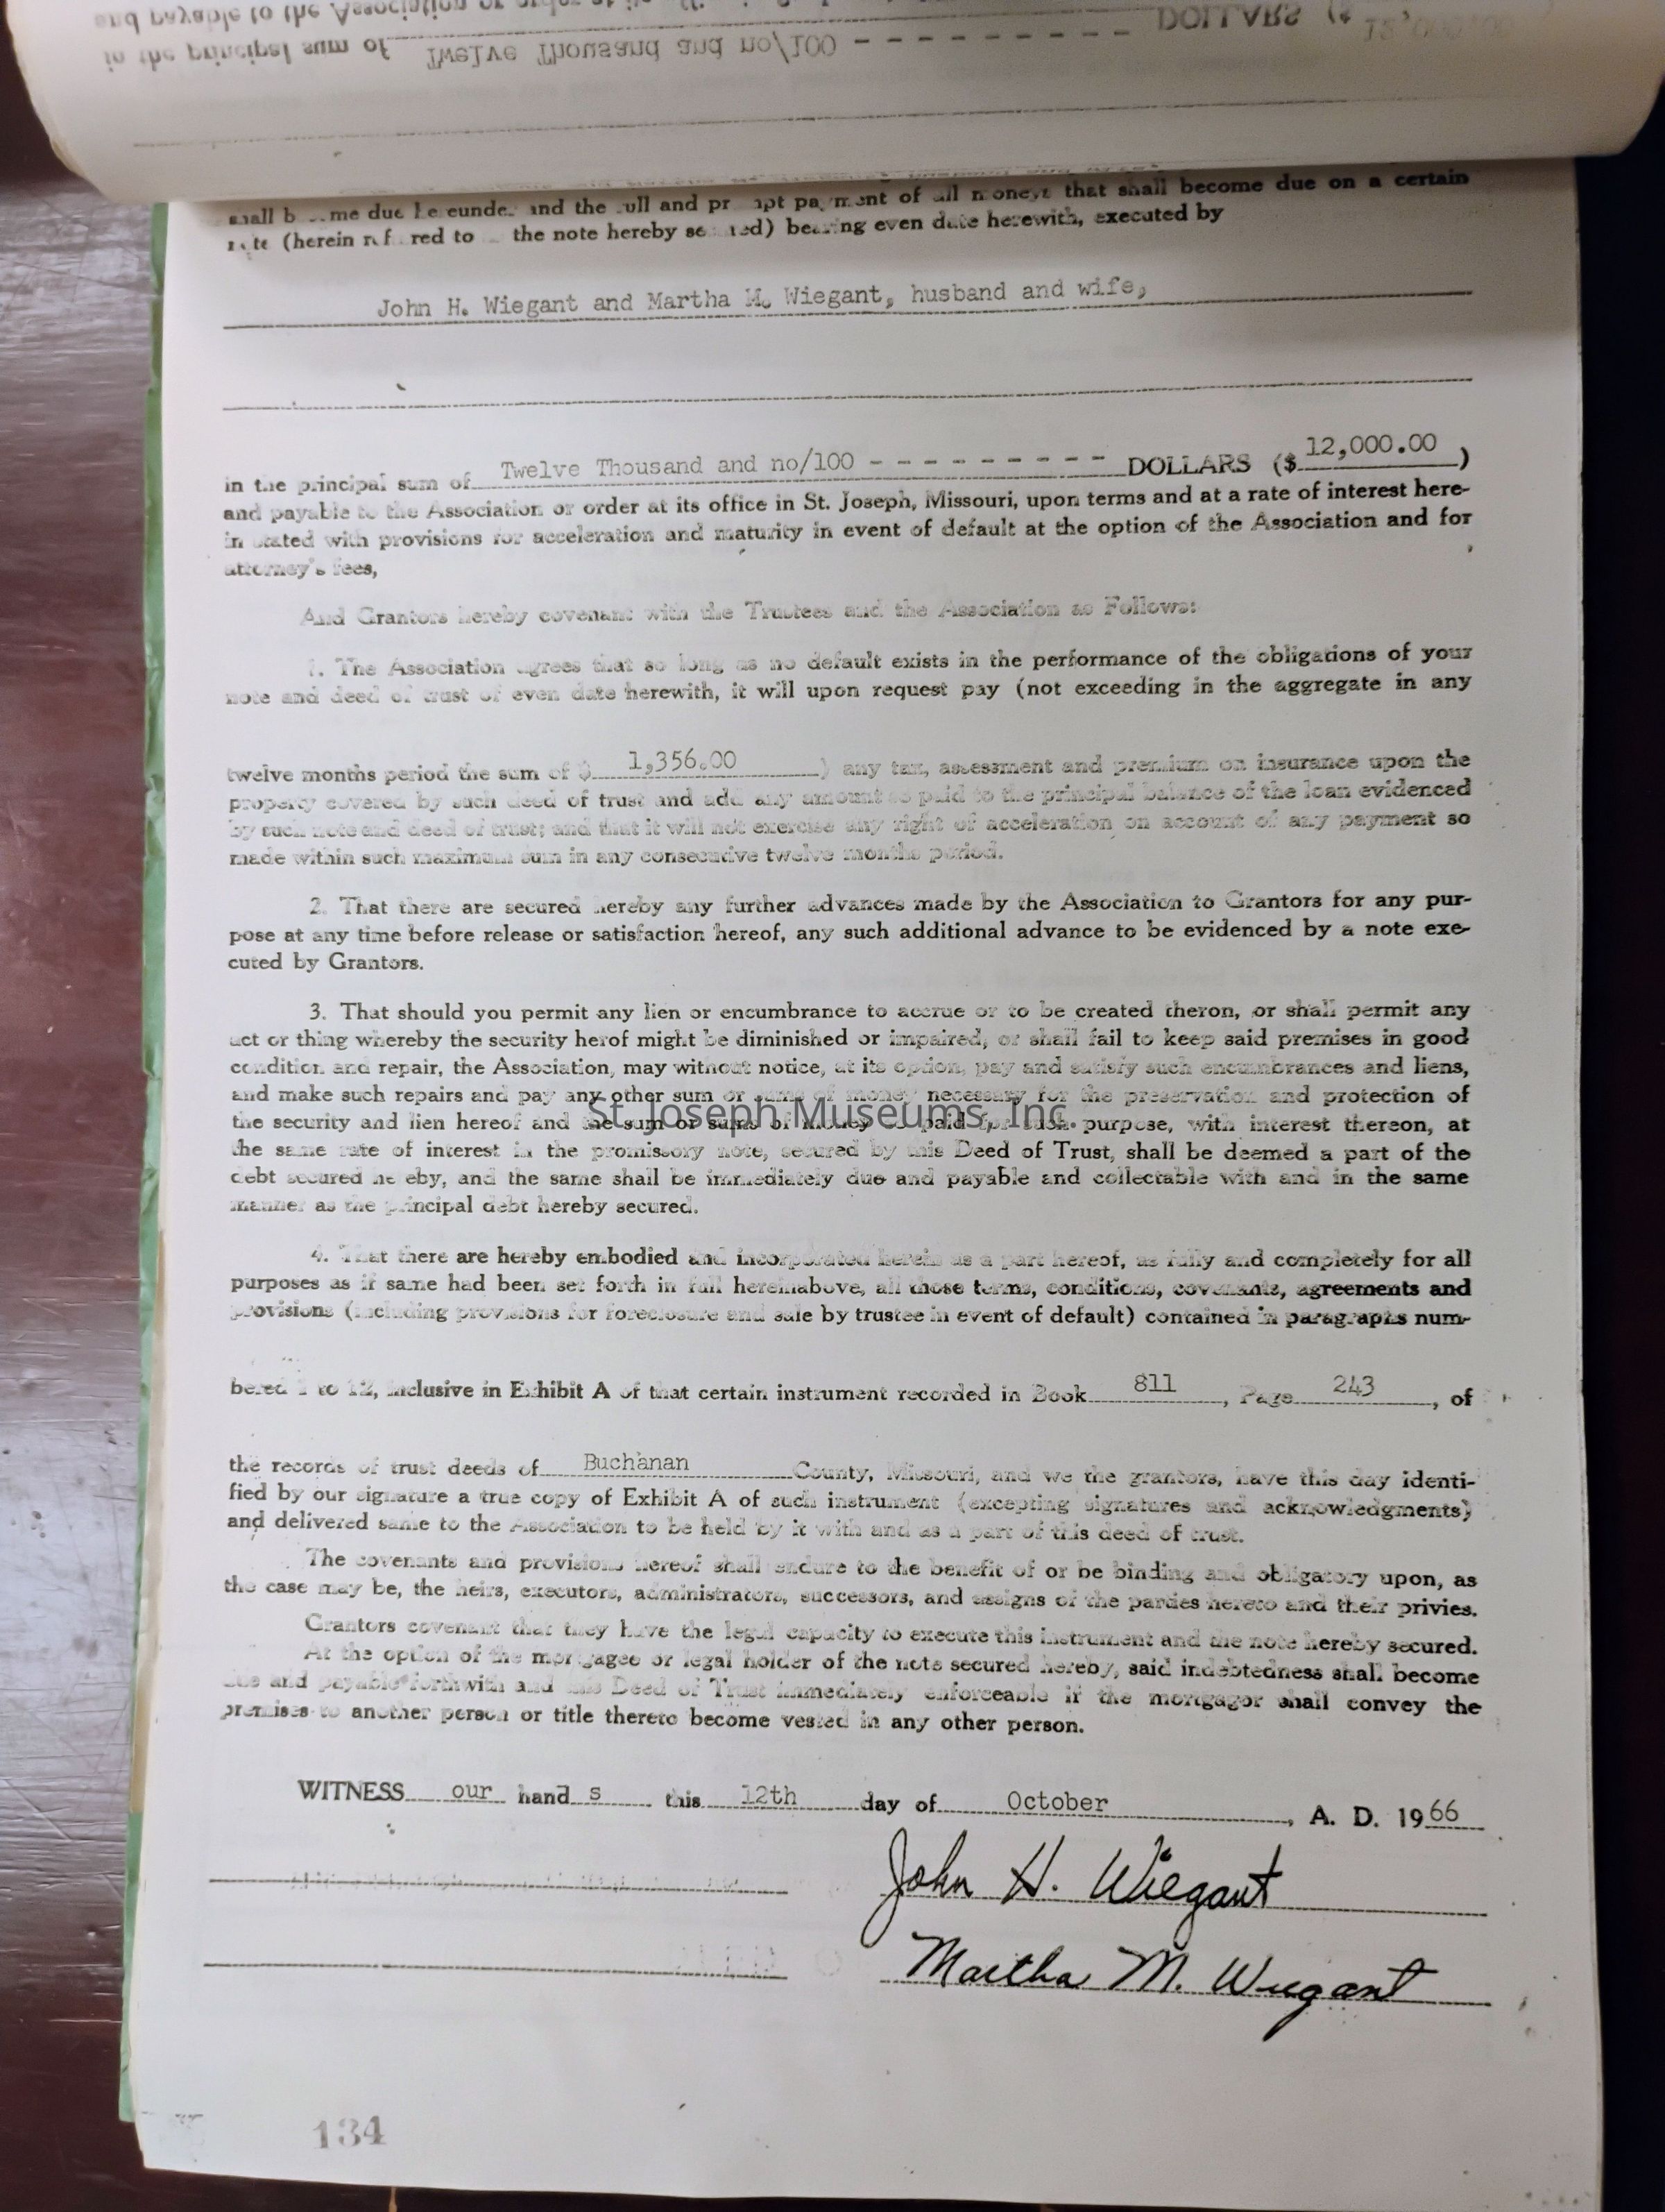 and payable to the Association or order at its
in the principal sum of Twelve Thousand and no/100 - - - - - - - - - - DOLLARS ($ 12,000.00
shall b me due and the full and pr mpt payment of all moneys that shall become due on a certain
note (herein ref red to the note hereby se red) bearing even date herewith, executed by
John H. Wiegant and Martha M. Wiegant, husband and wife,
in the principal sum of Twelve Thousand and no/100 - - - - - - - - - DOLLARS ($ 12,000.00 )
and payable to the Association or order at its office in St. Joseph, Missouri, upon terms and at a rate of interest here-
in stated with provisions for acceleration and maturity in event of default at the option of the Association and for
attorney's fees,
And Grantors hereby covenant with the Trustees and the Association as Follows:
1. The Association agrees that so long as no default exists in the performance of the obligations of your
note and deed of trust of even date herewith, it will upon request pay (not exceeding in the aggregate in any
twelve months period the sum of $ 1,356.00 ) any tax, assessment and premium on insurance upon the
property covered by such deed of trust and add any amount so paid to the principal balance of the loan evidenced
by such note and deed of trust; and that it will not exercise any right of acceleration on account of any payment so
made within such maximum sum in any consecutive twelve months period.
2. That there are secured hereby any further advances made by the Association to Grantors for any pur-
pose at any time before release or satisfaction hereof, any such additional advance to be evidenced by a note exe-
cuted by Grantors.
3. That should you permit any lien or encumbrance to accrue or to be created theron, or shall permit any
act or thing whereby the security herof might be diminished or impaired, or shall fail to keep said premises in good
condition and repair, the Association, may without notice, at its option, pay and satisfy such encumbrances and liens,
and make such repairs and pay any other sum or sums of money necessary for the preservation and protection of
St. Joseph Museums, Inc.
the security and lien hereof and the sum or sums of money paid for such purpose, with interest thereon, at
the same rate of interest in the promissory note, secured by this Deed of Trust, shall be deemed a part of the
debt secured he eby, and the same shall be immediately due and payable and collectable with and in the same
manner as the principal debt hereby secured.
4. That there are hereby embodied and incorporated herein as a part hereof, as fully and completely for all
purposes as if same had been set forth in full hereinabove, all those terms, conditions, covenants, agreements and
provisions (including provisions for foreclosure and sale by trustee in event of default) contained in paragraphs num-
bered 1 to 12, inclusive in Exhibit A of that certain instrument recorded in Book 811 , Page 243 , of
the records of trust deeds of Buchanan County, Missouri, and we the grantors, have this day identi-
fied by our signature a true copy of Exhibit A of such instrument (excepting signatures and acknowledgments)
and delivered same to the Association to be held by it with and as a part of this deed of trust.
The covenants and provisions hereof shall endure to the benefit of or be binding and obligatory upon, as
the case may be, the heirs, executors, administrators, successors, and assigns of the parties hereto and their privies.
Grantors covenant that they have the legal capacity to execute this instrument and the note hereby secured.
At the option of the mortgagee or legal holder of the note secured hereby, said indebtedness shall become
due and payable forthwith and this Deed of Trust immediately enforceable if the mortgagor shall convey the
premises to another person or title thereto become vested in any other person.
WITNESS our hand s this 12th day of October , A. D. 19 66
John H. Wiegant
Martha M. Wiegant
134